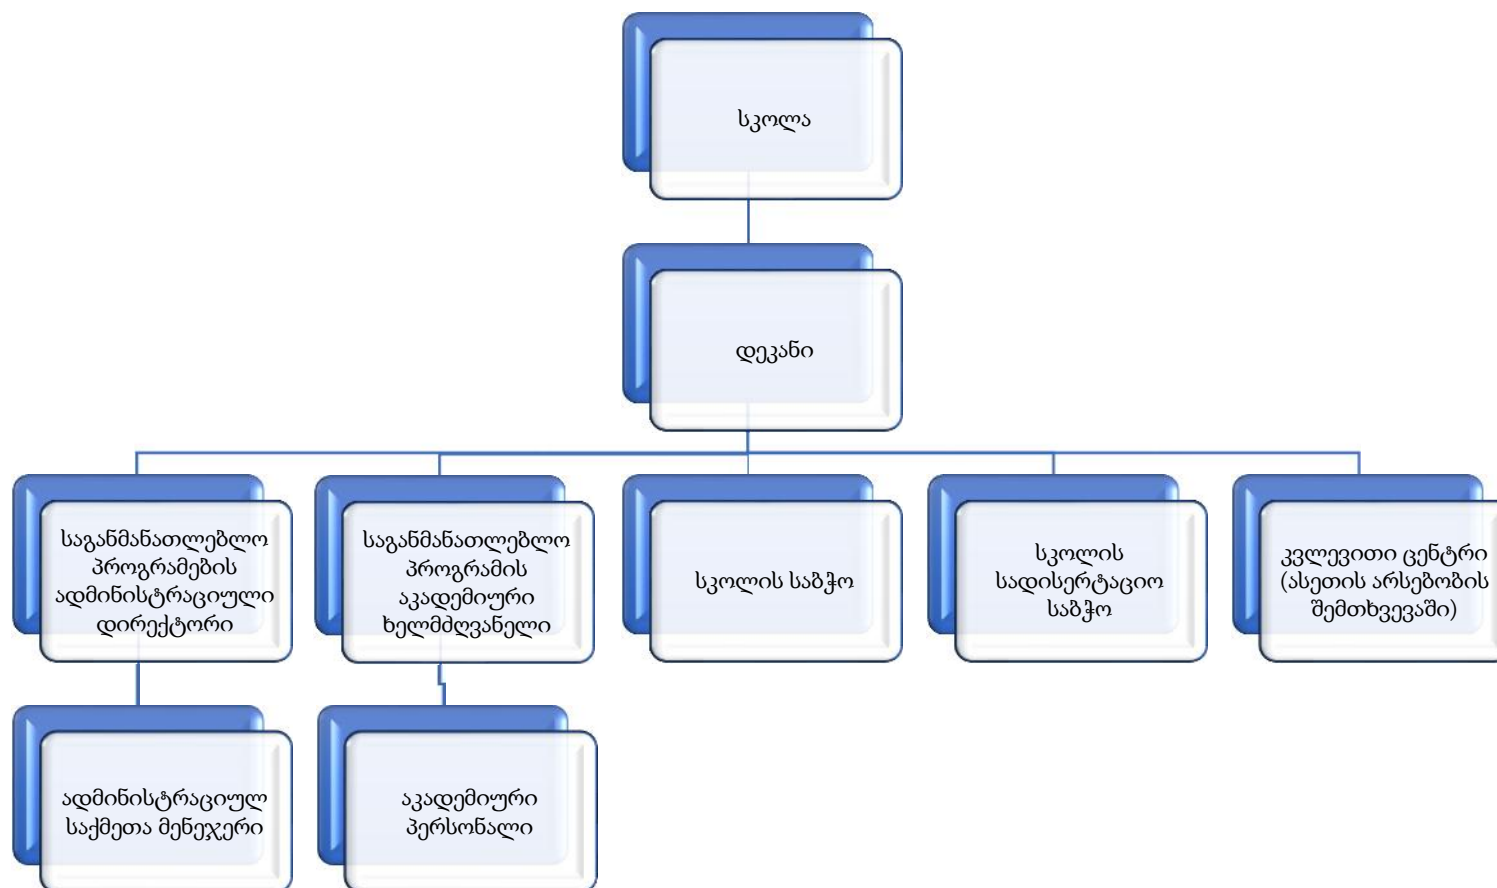 სკოლა
დეკანი
საგანმანათლებლო
პროგრამების
ადმინისტრაციული
დირექტორი
საგანმანათლებლო
პროგრამის
აკადემიური
ხელმძღვანელი
სკოლის საბჭო
სკოლის
სადისერტაციო
საბჭო
კვლევითი ცენტრი
(ასეთის არსებობის
შემთხვევაში)
ადმინისტრაციულ
საქმეთა მენეჯერი
აკადემიური
პერსონალი